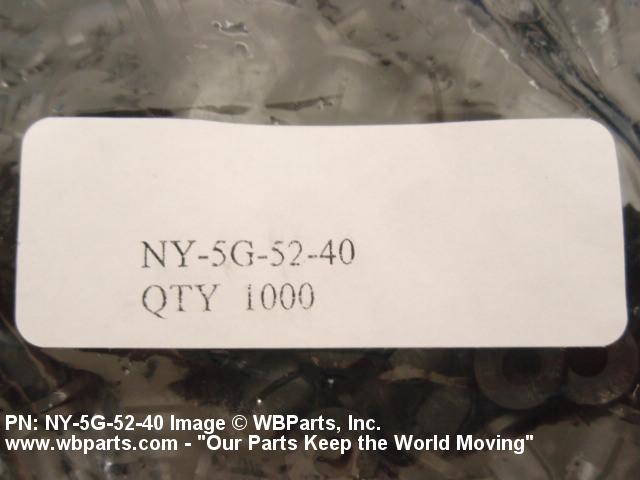 NY-5G-52-40
QTY 1000
PN: NY-5G-52-40 Image © WBParts, Inc.
www.wbparts.com - "Our Parts Keep the World Moving"